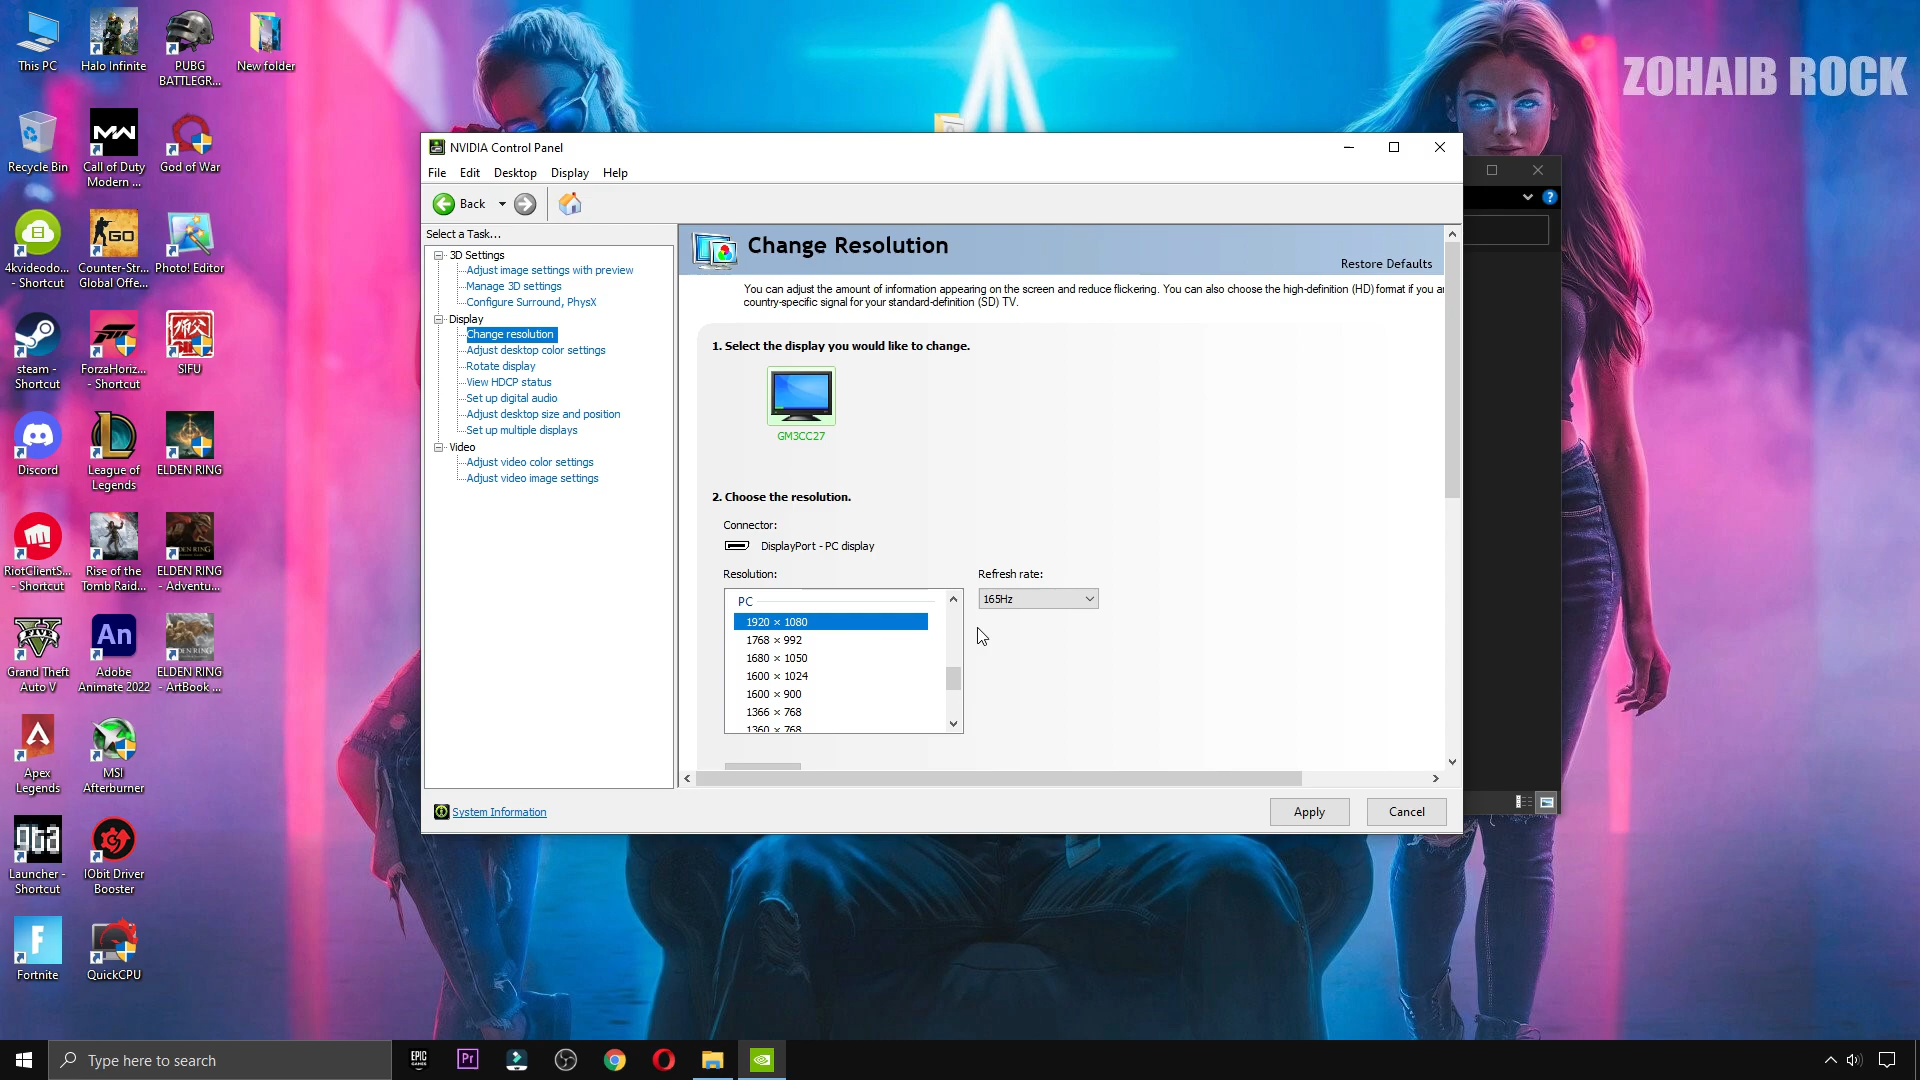 This PC
Halo Infinite
PUBG
BATTLEGR...
New folder
ZOHAIB ROCK
Recycle Bin
Call of Duty
Modern ...
God of War
4kvideodo...
- Shortcut
Counter-Str...
Global Offe...
Photo! Editor
steam -
Shortcut
ForzaHoriz...
- Shortcut
SIFU
Discord
League of
Legends
ELDEN RING
RiotClientS...
- Shortcut
Rise of the
Tomb Raid...
ELDEN RING
- Adventu...
Grand Theft
Auto V
Adobe
Animate 2022
ELDEN RING
- ArtBook ...
Apex
Legends
MSI
Afterburner
Launcher -
Shortcut
IObit Driver
Booster
Fortnite
QuickCPU
NVIDIA Control Panel
File Edit Desktop Display Help
Back
Select a Task...
3D Settings
Adjust image settings with preview
Manage 3D settings
Configure Surround, PhysX
Display
Change resolution
Adjust desktop color settings
Rotate display
View HDCP status
Set up digital audio
Adjust desktop size and position
Set up multiple displays
Video
Adjust video color settings
Adjust video image settings
Change Resolution
Restore Defaults
You can adjust the amount of information appearing on the screen and reduce flickering. You can also choose the high-definition (HD) format if you
country-specific signal for your standard-definition (SD) TV.
1. Select the display you would like to change.
GM3CC27
2. Choose the resolution.
Connector:
DisplayPort - PC display
Resolution:
Refresh rate:
PC
1920 × 1080
1768 × 992
1680 × 1050
1600 × 1024
1600 × 900
1366 × 768
1360 × 768
165Hz
System Information
Apply
Cancel
Type here to search
EPIC
GAMES
Pr